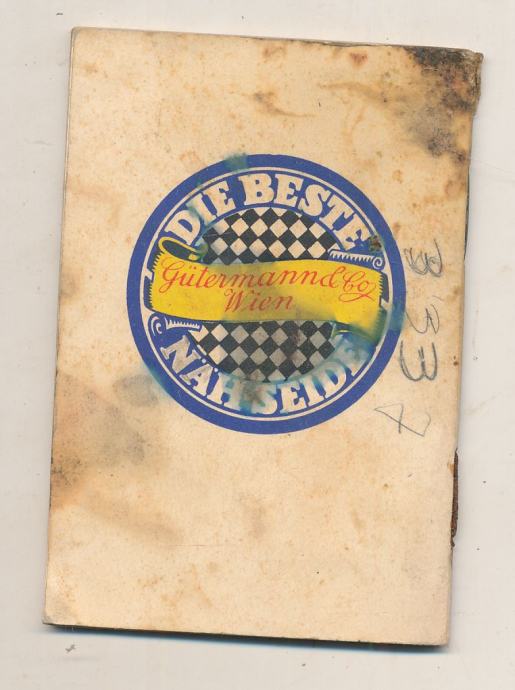 DIE BESTE
Gütermann & Co
Wien
NÄHSEIDE